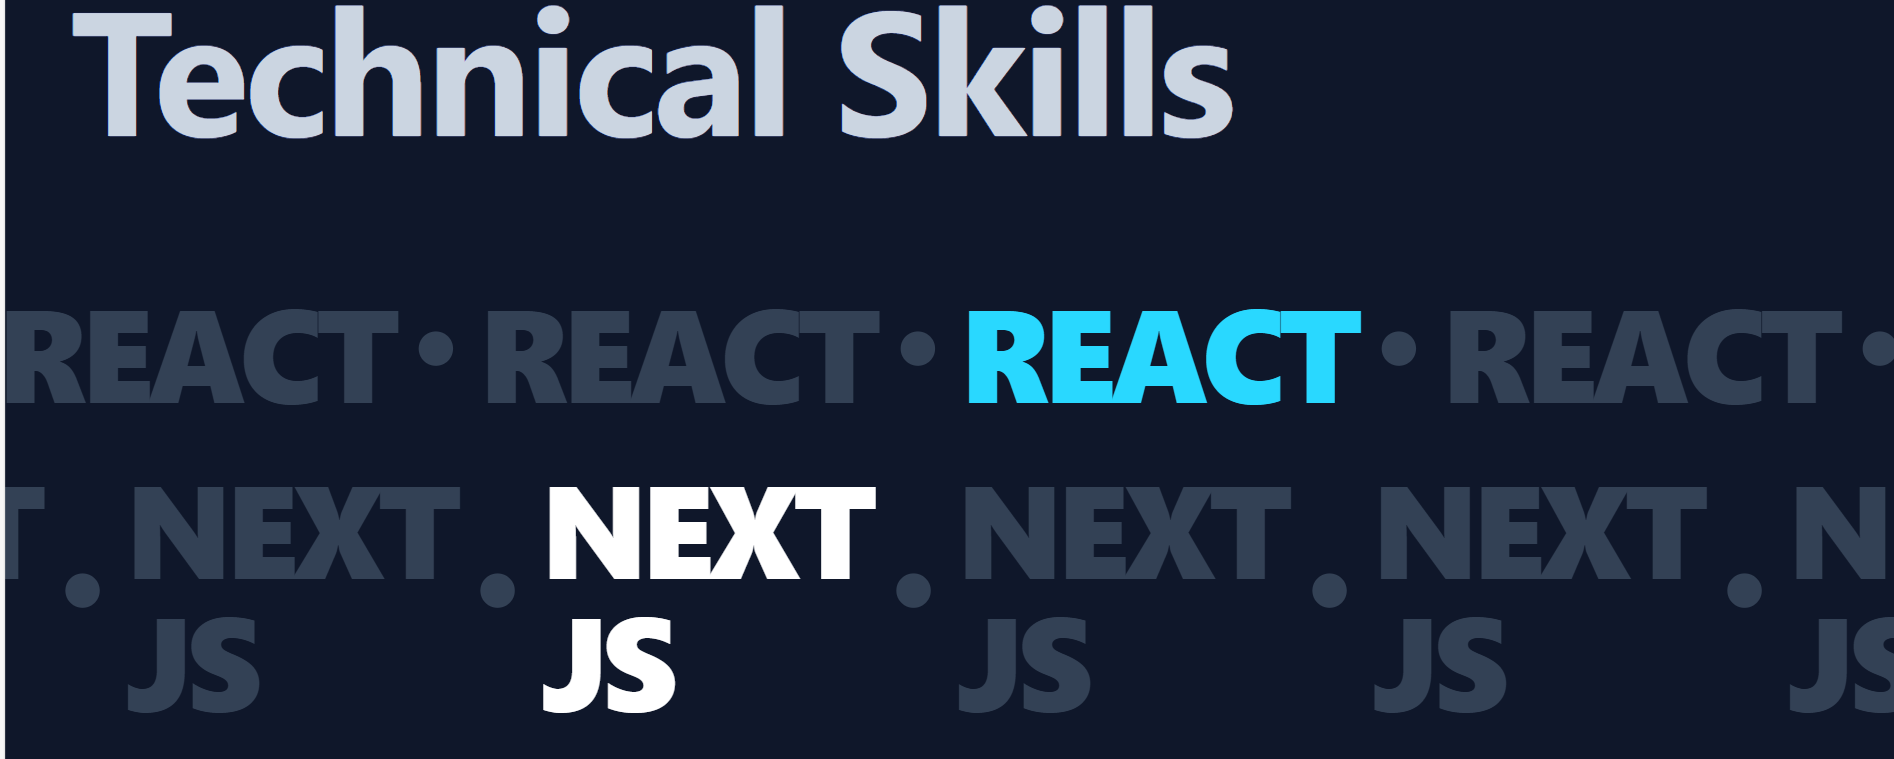 Technical Skills
REACT • REACT • REACT • REACT •
T • NEXT • NEXT • NEXT • NEXT • N
JS JS JS JS JS